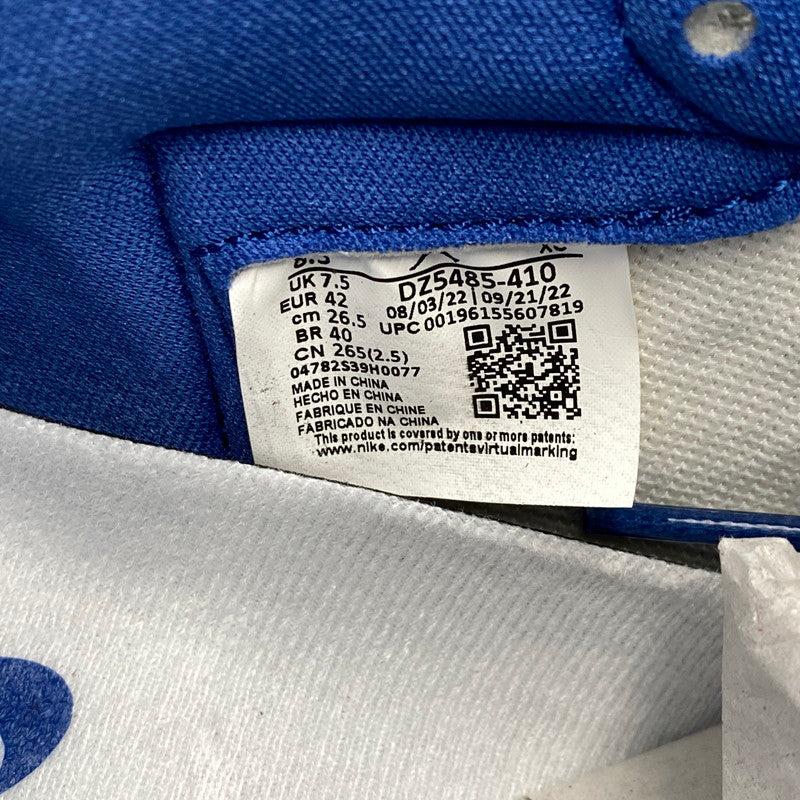 UK 7.5
EUR 42
cm 26.5
BR 40
CN 265(2.5)
04782S39H0077
DZ5485-410
08/03/22 | 09/21/22
UPC 00196155607819
MADE IN CHINA
HECHO EN CHINA
FABRIQUE EN CHINE
FABRICADO NA CHINA
This product is covered by one or more patents:
www.nike.com/patentsvirtualmarking